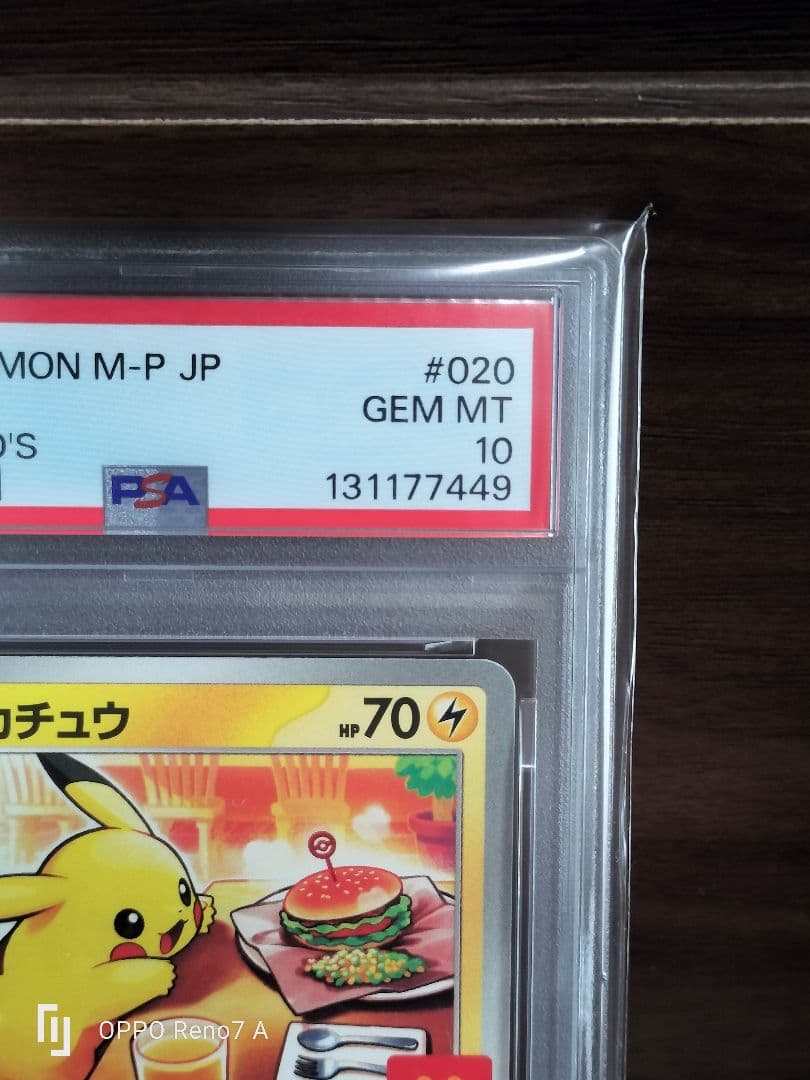 MON M-P JP
#020
GEM MT
'S
10
PSA
131177449
カチュウ
HP70
OPPO Reno7 A